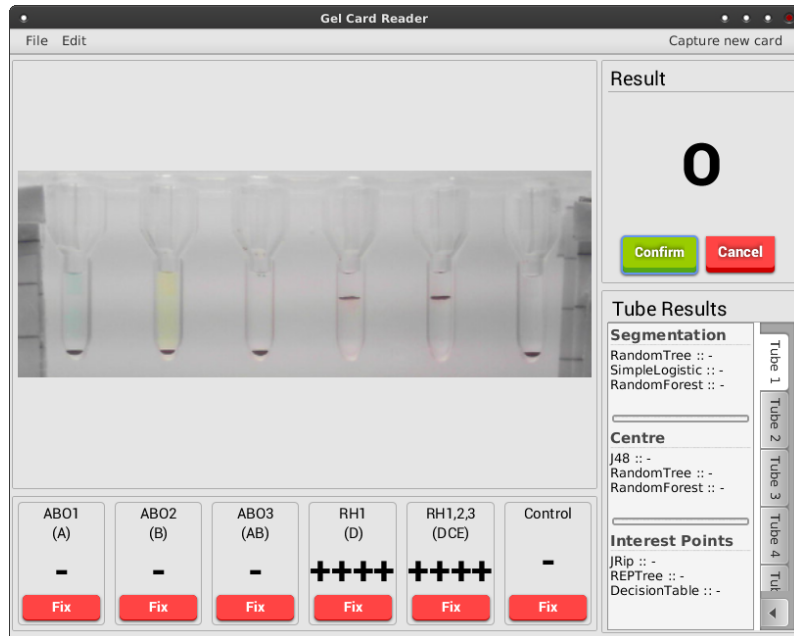 Gel Card Reader
File Edit Capture new card
Result
O
Confirm Cancel
Tube Results
Segmentation
RandomTree :: -
SimpleLogistic :: -
RandomForest :: -
Centre
J48 :: -
RandomTree :: -
RandomForest :: -
Interest Points
JRip :: -
REPTree :: -
DecisionTable :: -
Tube 1
Tube 2
Tube 3
Tube 4
Tul
ABO1 ABO2 ABO3 RH1 RH1,2,3 Control
(A) (B) (AB) (D) (DCE)
- - - ++++ ++++ -
Fix Fix Fix Fix Fix Fix